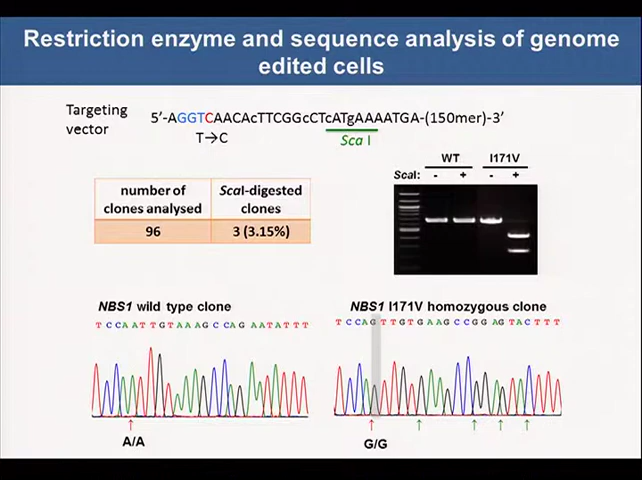 Restriction enzyme and sequence analysis of genome
edited cells
Targeting
vector
5’-AGGTCAACAcTTCGGcCTcATgAAAATGA-(150mer)-3’
T→C
Sca I
number of
clones analysed
ScaI-digested
clones
96
3 (3.15%)
WT
I171V
ScaI:
-
+
-
+
NBS1 wild type clone
NBS1 I171V homozygous clone
T C C A A T T G T A A A G C C A G A A T A T T T
T C C A G T T G T G A A G C C G G A G T A C T T
A/A
G/G